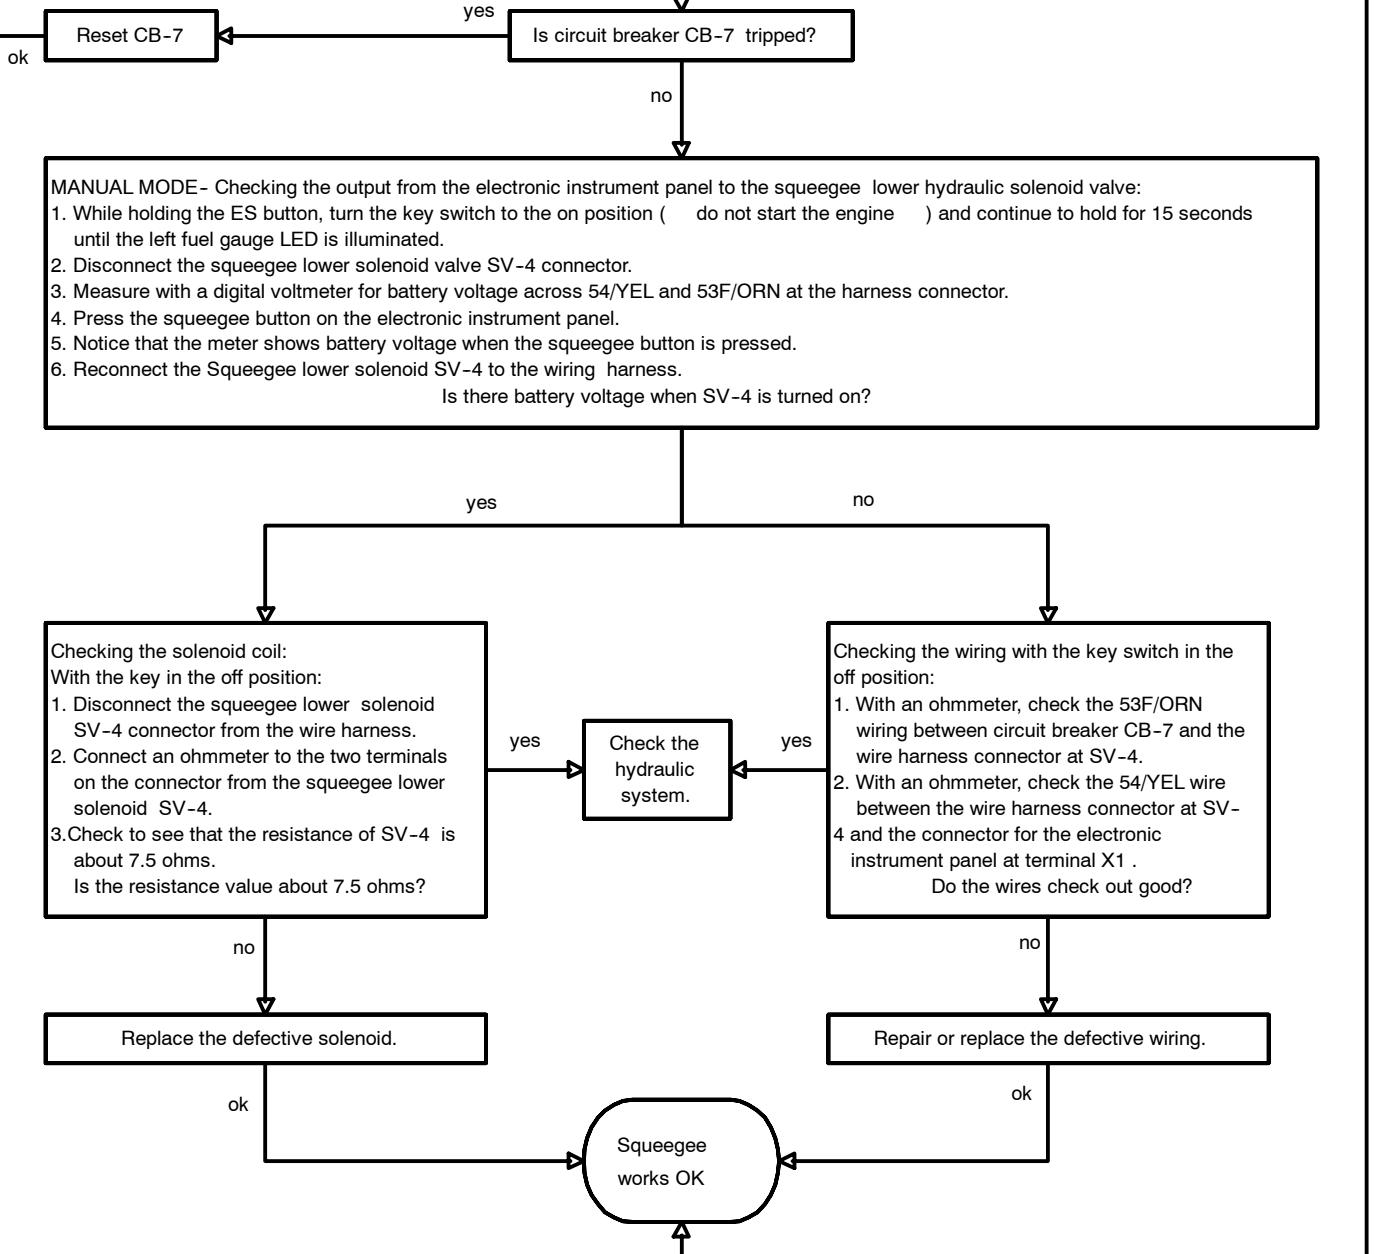 yes
Reset CB-7
Is circuit breaker CB-7 tripped?
ok
no
MANUAL MODE- Checking the output from the electronic instrument panel to the squeegee lower hydraulic solenoid valve:
1. While holding the ES button, turn the key switch to the on position ( do not start the engine ) and continue to hold for 15 seconds
until the left fuel gauge LED is illuminated.
2. Disconnect the squeegee lower solenoid valve SV-4 connector.
3. Measure with a digital voltmeter for battery voltage across 54/YEL and 53F/ORN at the harness connector.
4. Press the squeegee button on the electronic instrument panel.
5. Notice that the meter shows battery voltage when the squeegee button is pressed.
6. Reconnect the Squeegee lower solenoid SV-4 to the wiring harness.
Is there battery voltage when SV-4 is turned on?
yes
no
Checking the solenoid coil:
With the key in the off position:
1. Disconnect the squeegee lower solenoid
SV-4 connector from the wire harness.
2. Connect an ohmmeter to the two terminals
on the connector from the squeegee lower
solenoid SV-4.
3.Check to see that the resistance of SV-4 is
about 7.5 ohms.
Is the resistance value about 7.5 ohms?
yes
Check the
hydraulic
system.
yes
Checking the wiring with the key switch in the
off position:
1. With an ohmmeter, check the 53F/ORN
wiring between circuit breaker CB-7 and the
wire harness connector at SV-4.
2. With an ohmmeter, check the 54/YEL wire
between the wire harness connector at SV-
4 and the connector for the electronic
instrument panel at terminal X1 .
Do the wires check out good?
no
no
Replace the defective solenoid.
Repair or replace the defective wiring.
ok
ok
Squeegee
works OK